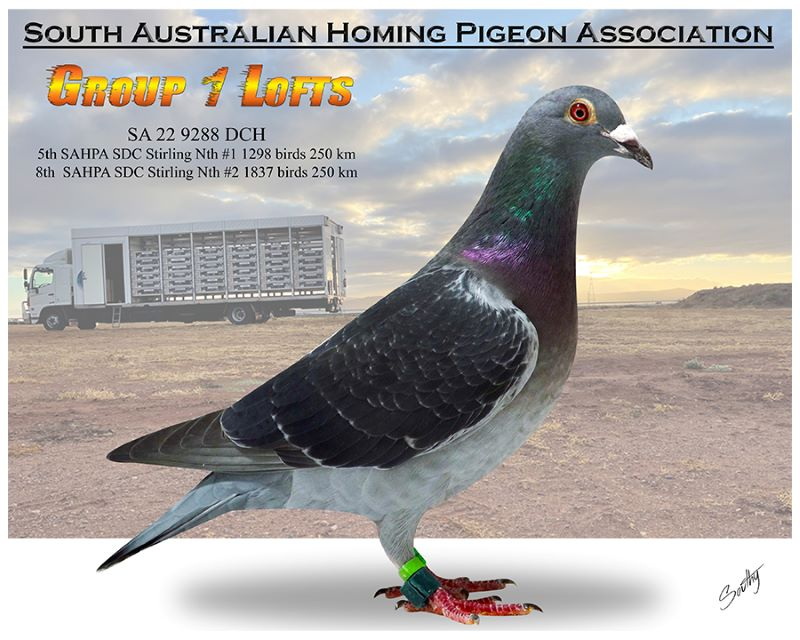 South Australian Homing Pigeon Association
Group 1 Lofts
SA 22 9288 DCH
5th SAHPA SDC Stirling Nth #1 1298 birds 250 km
8th SAHPA SDC Stirling Nth #2 1837 birds 250 km
Southy